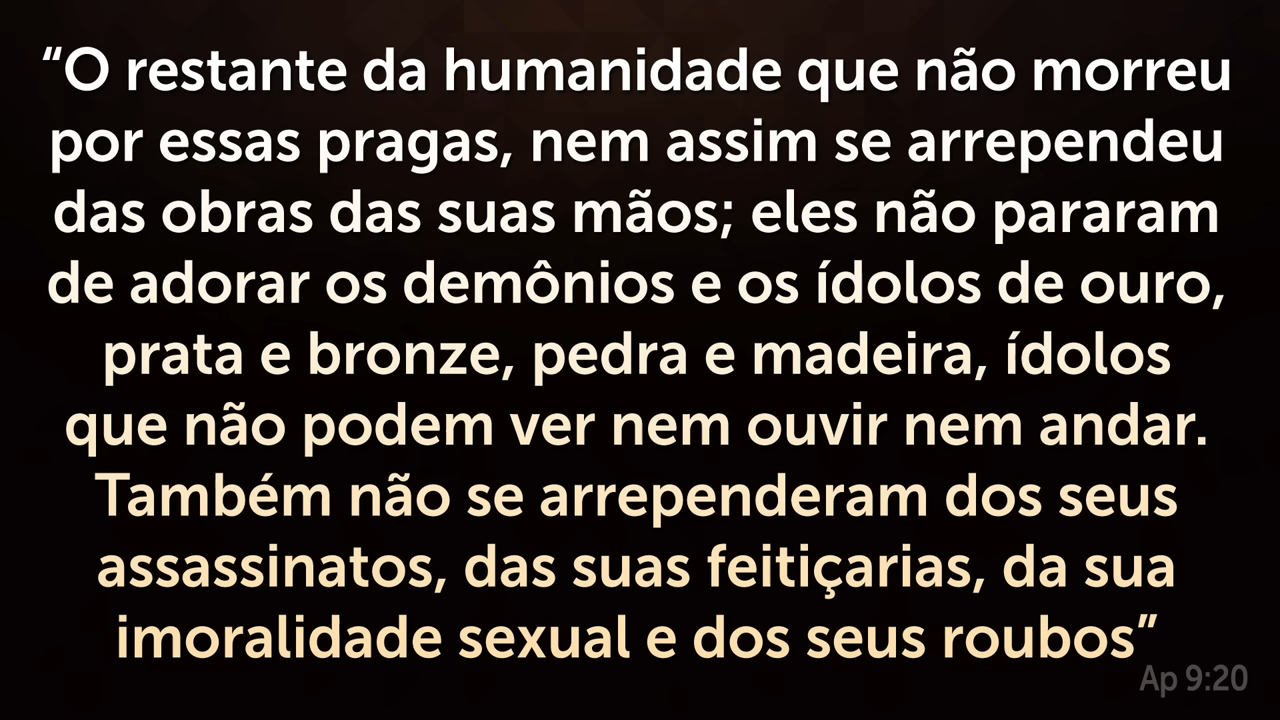 “O restante da humanidade que não morreu
por essas pragas, nem assim se arrependeu
das obras das suas mãos; eles não pararam
de adorar os demônios e os ídolos de ouro,
prata e bronze, pedra e madeira, ídolos
que não podem ver nem ouvir nem andar.
Também não se arrependeram dos seus
assassinatos, das suas feitiçarias, da sua
imoralidade sexual e dos seus roubos”
Ap 9:20